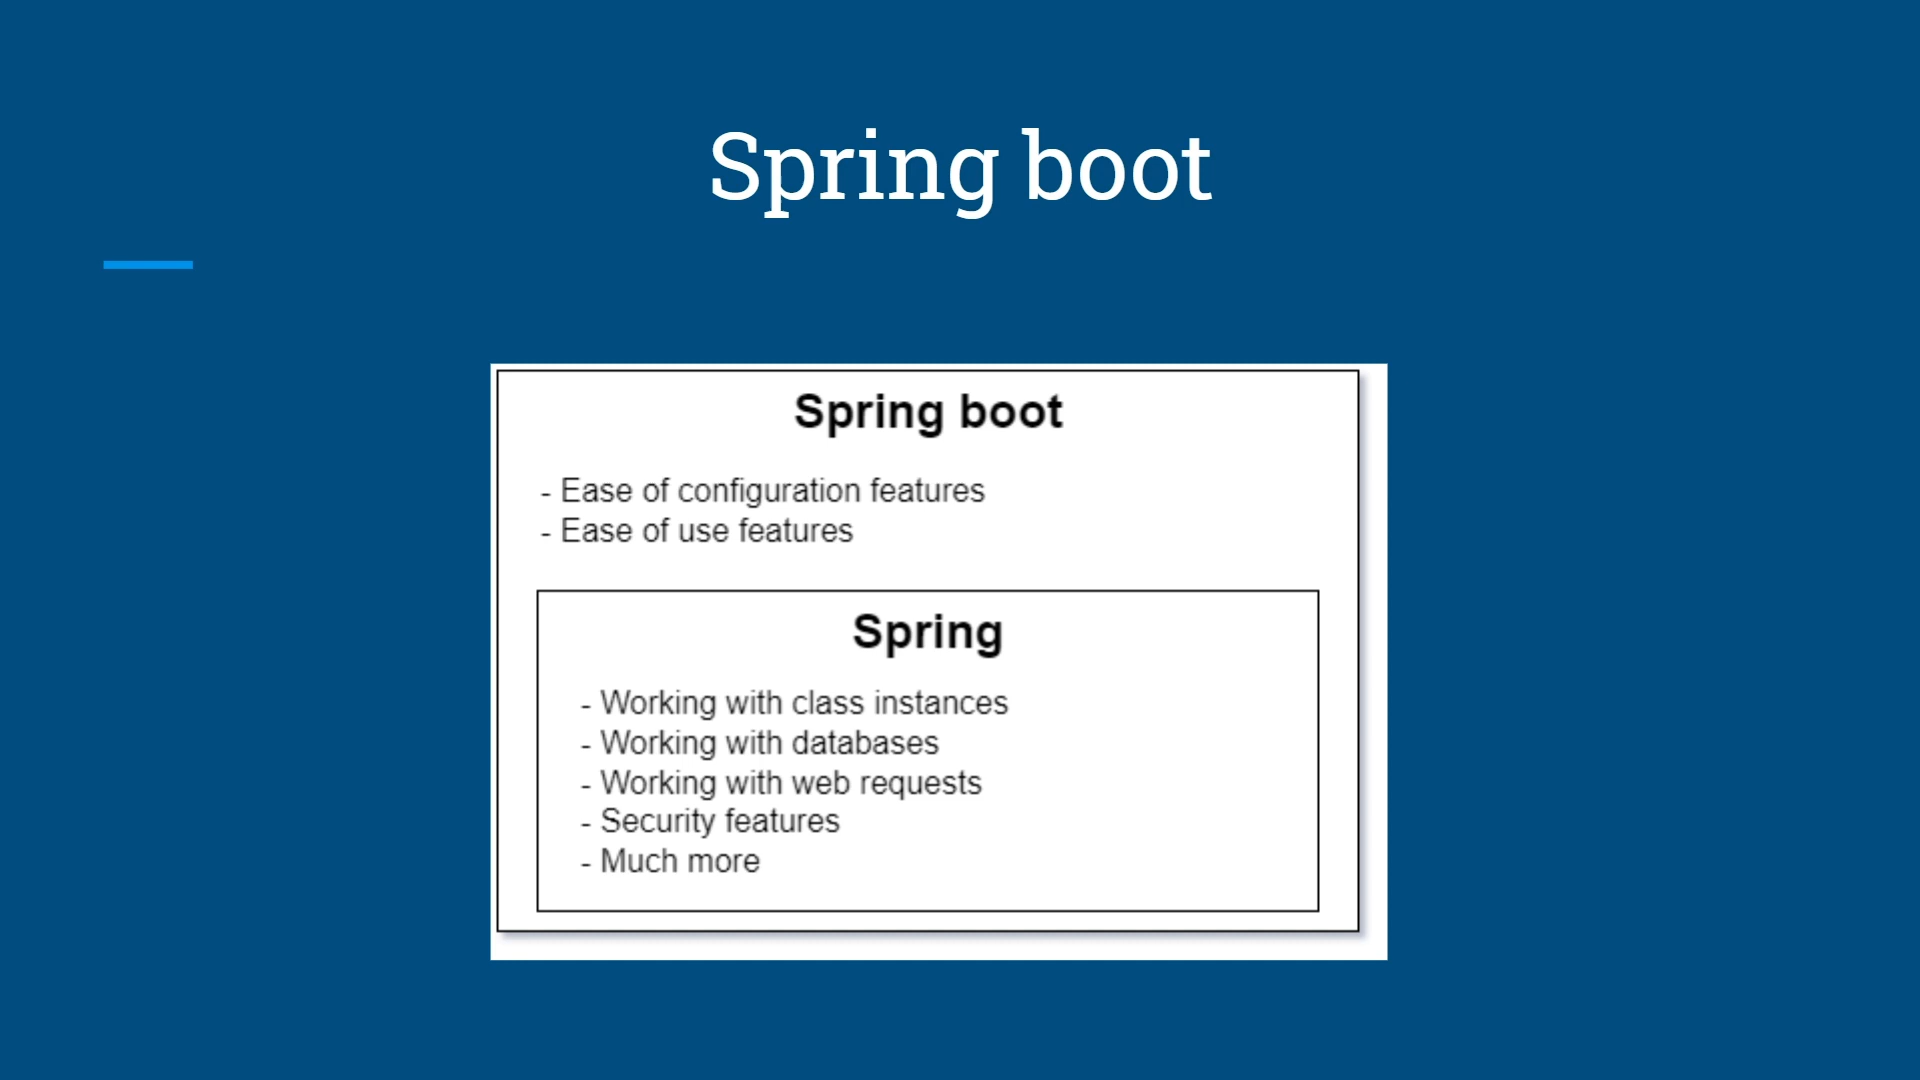 Spring boot
Spring boot
- Ease of configuration features
- Ease of use features
Spring
- Working with class instances
- Working with databases
- Working with web requests
- Security features
- Much more